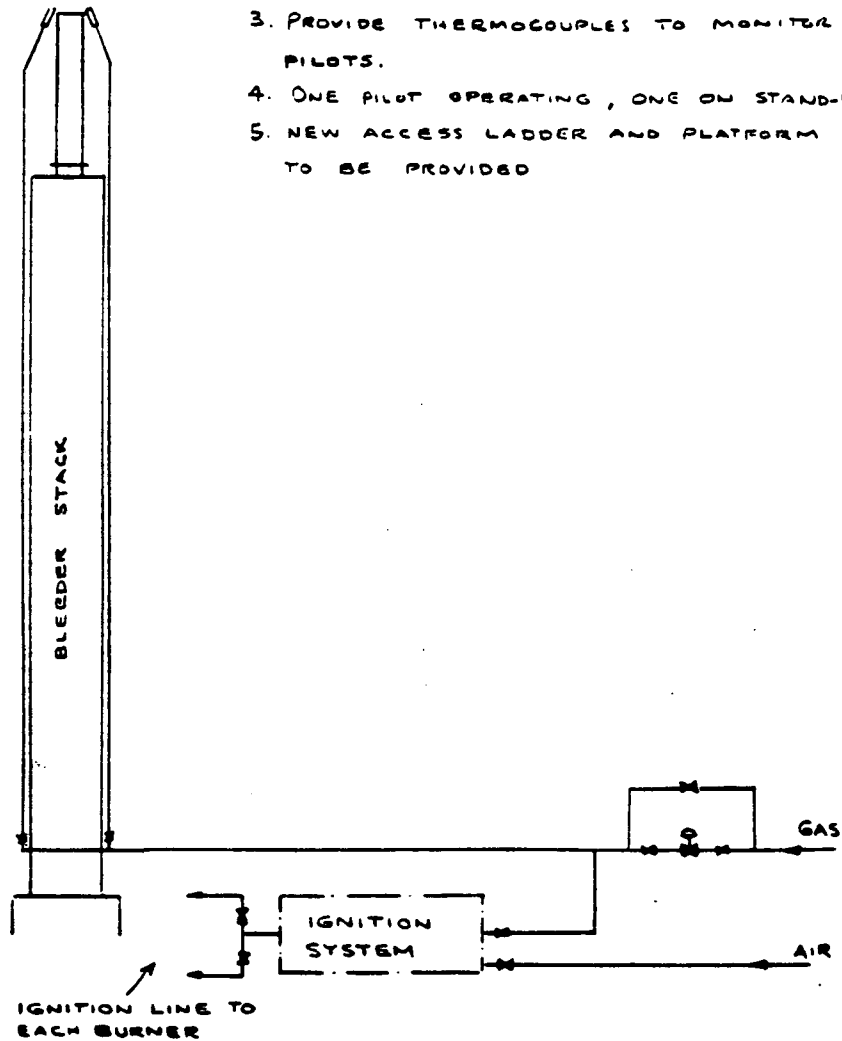 3. PROVIDE THERMOCOUPLES TO MONITOR
PILOTS.
4. ONE PILOT OPERATING, ONE ON STAND-
5. NEW ACCESS LADDER AND PLATFORM
TO BE PROVIDED
BLEEDER STACK
GAS
IGNITION
SYSTEM
AIR
IGNITION LINE TO
EACH BURNER